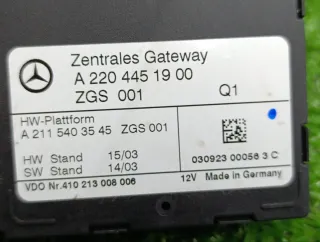 Zentrales Gateway
A 220 445 19 00
ZGS 001 Q1
HW-Plattform
A 211 540 35 45 ZGS 001
HW Stand 15/03
SW Stand 14/03
030923 00056 3 C
VDO Nr.410 213 008 006 12V Made in Germany